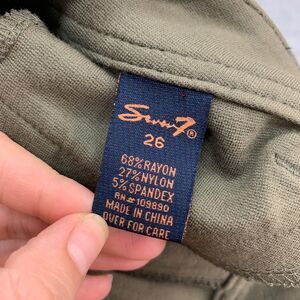 Seven7®
26
68% RAYON
27% NYLON
5% SPANDEX
RN# 109890
MADE IN CHINA
OVER FOR CARE